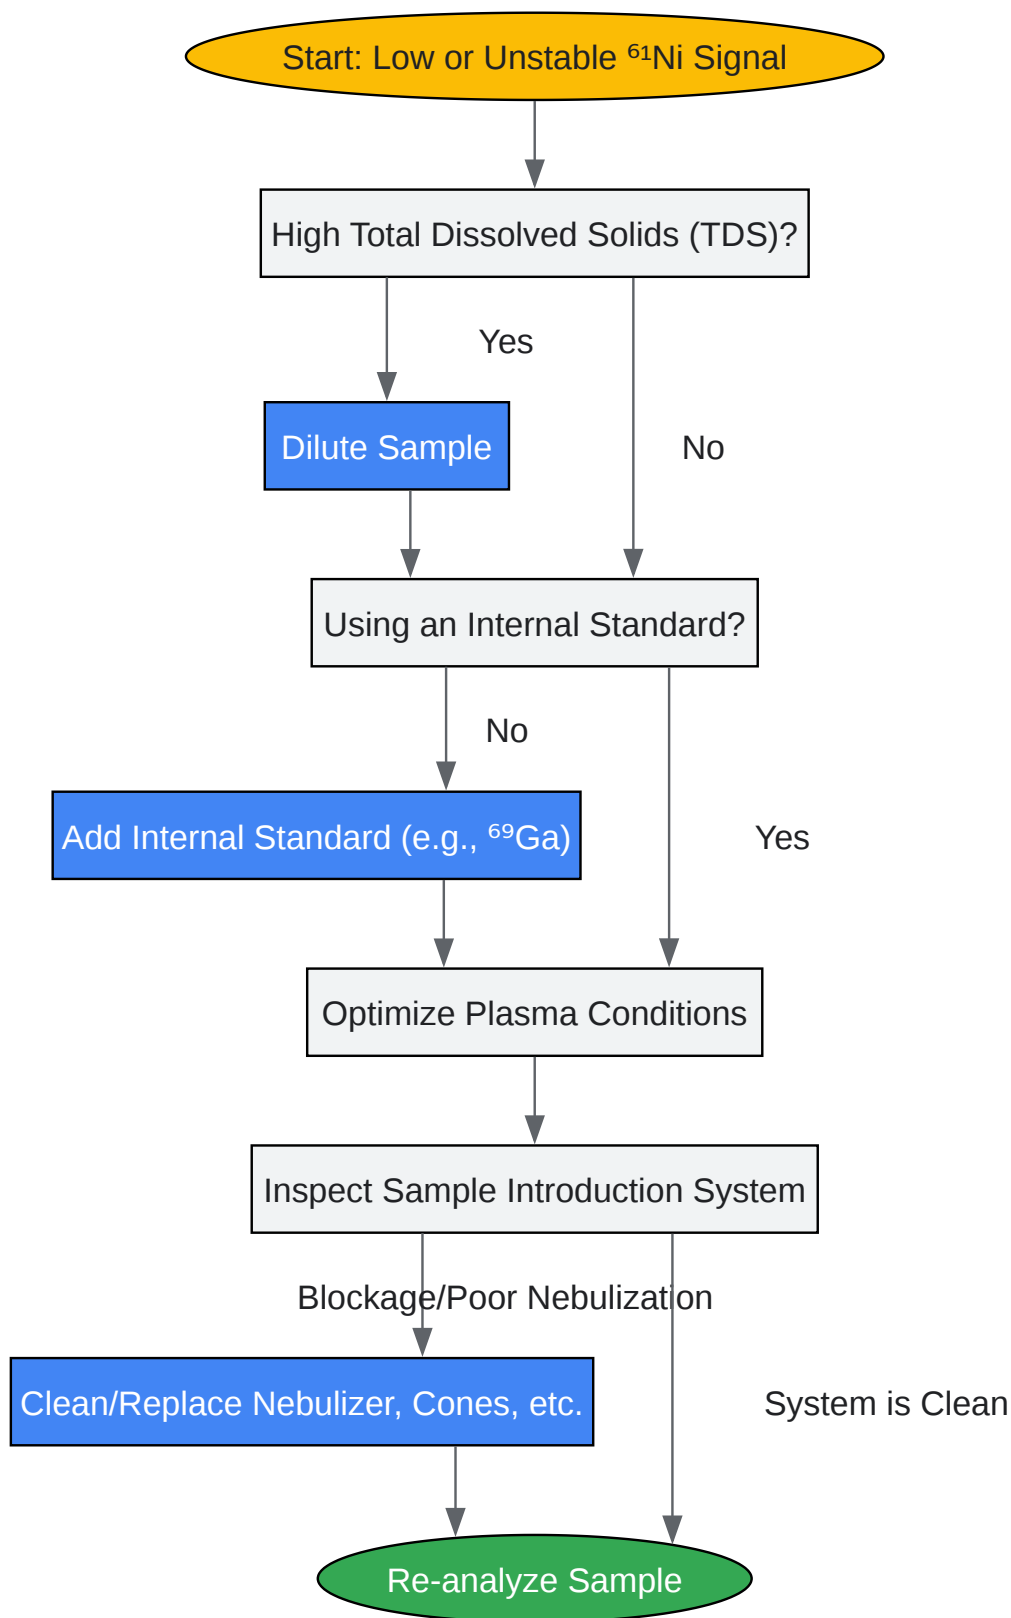 Start: Low or Unstable ⁶¹Ni Signal
High Total Dissolved Solids (TDS)?
Yes
Dilute Sample
No
Using an Internal Standard?
No
Add Internal Standard (e.g., ⁶⁹Ga)
Yes
Optimize Plasma Conditions
Inspect Sample Introduction System
Blockage/Poor Nebulization
Clean/Replace Nebulizer, Cones, etc.
System is Clean
Re-analyze Sample